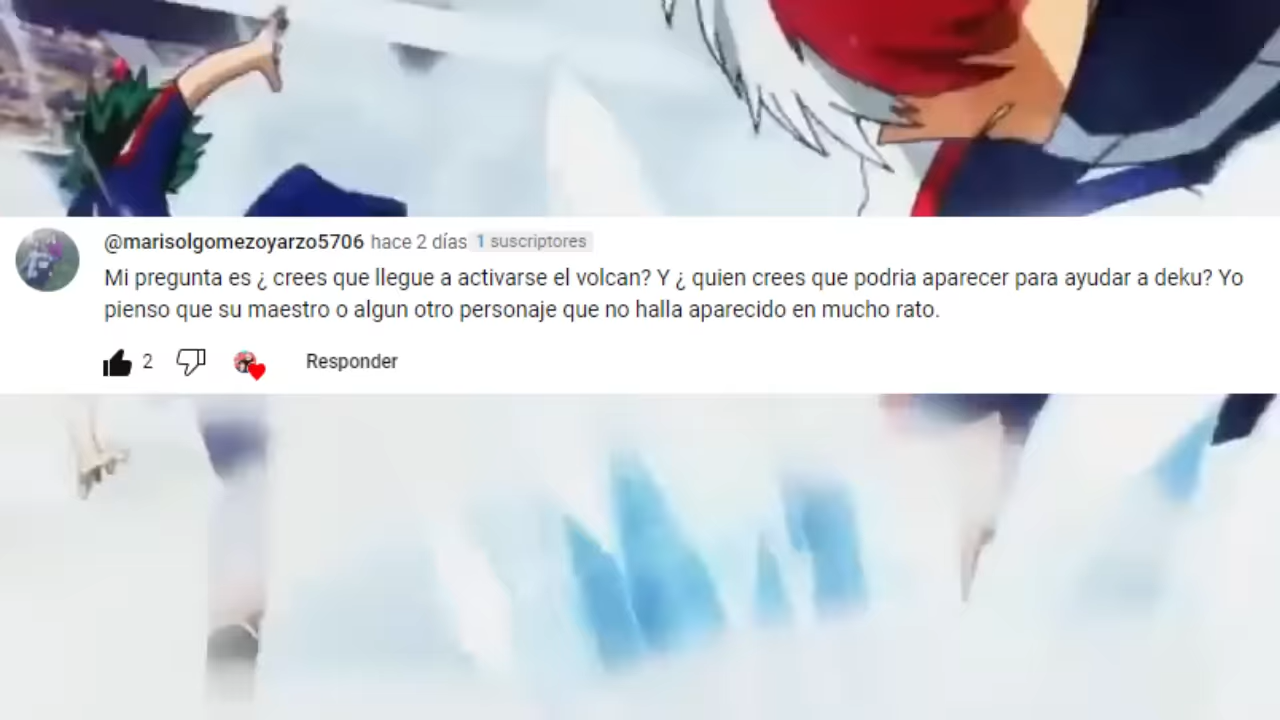 @marisolgomezoyarzo5706 hace 2 días 1 suscriptores
Mi pregunta es ¿ crees que llegue a activarse el volcan? Y ¿ quien crees que podria aparecer para ayudar a deku? Yo
pienso que su maestro o algun otro personaje que no halla aparecido en mucho rato.
2 Responder